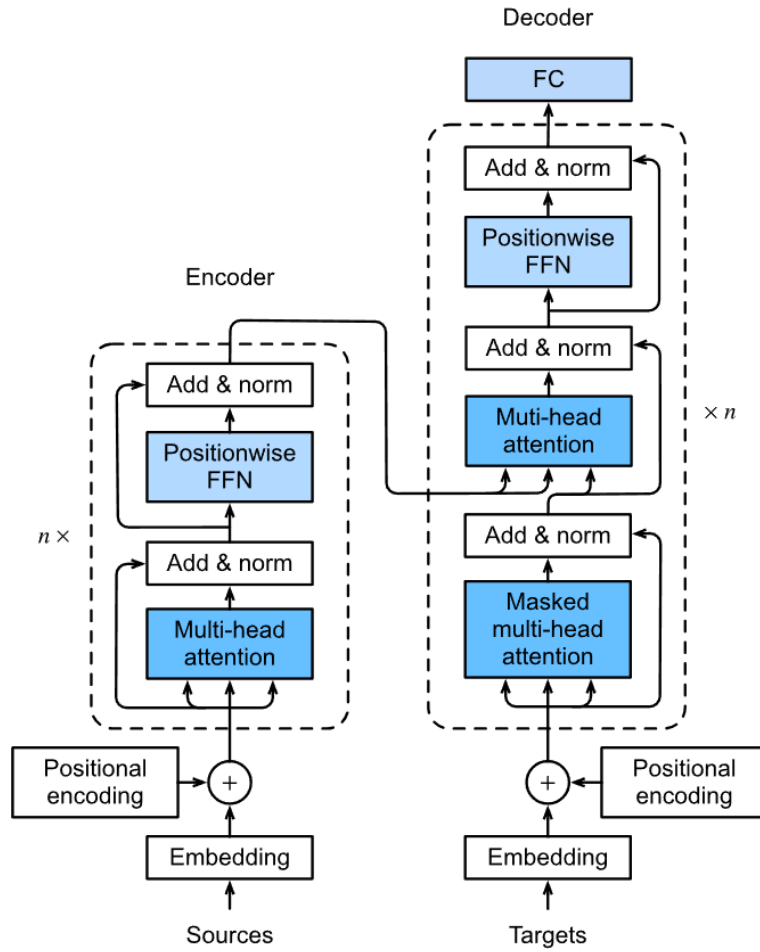 Decoder
FC
Add & norm
Positionwise
FFN
Add & norm
Muti-head
attention
× n
Add & norm
Masked
multi-head
attention
Positional
encoding
+
Embedding
Targets
Encoder
Add & norm
Positionwise
FFN
n ×
Add & norm
Multi-head
attention
Positional
encoding
+
Embedding
Sources